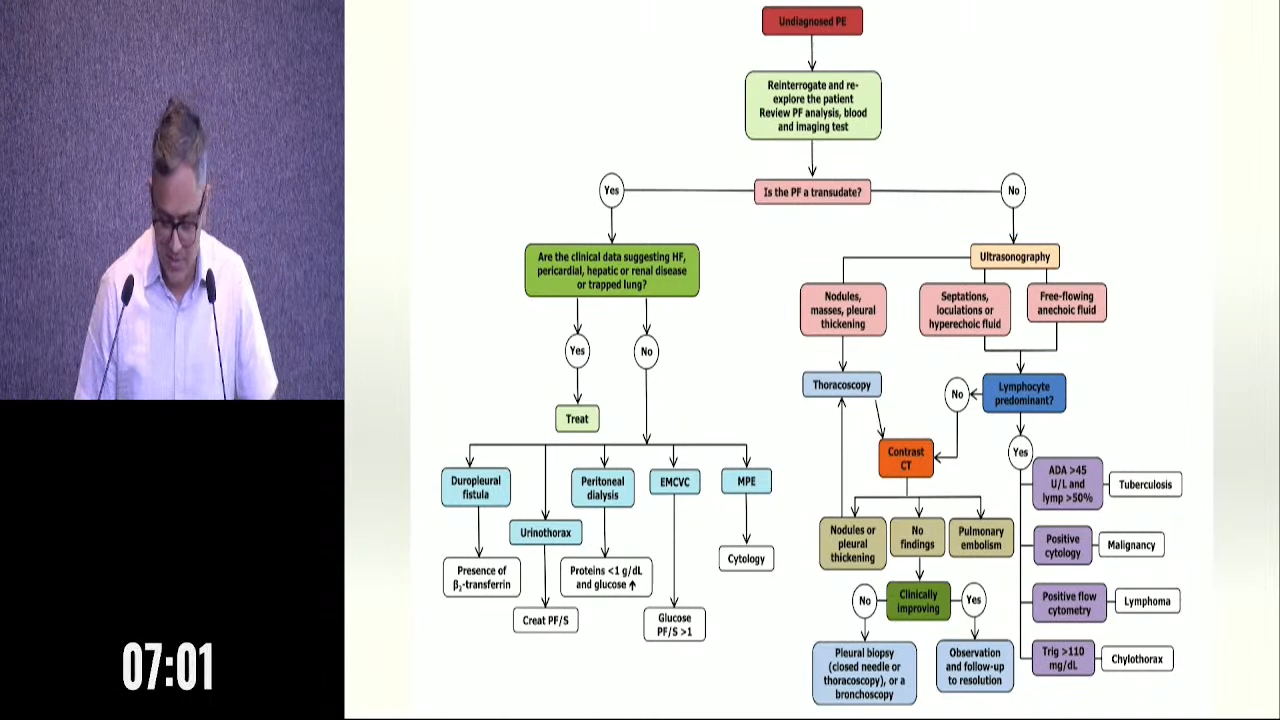 Undiagnosed PE
Reinterrogate and re-
explore the patient
Review PF analysis, blood
and imaging test
Yes
Is the PF a transudate?
No
Are the clinical data suggesting HF,
pericardial, hepatic or renal disease
or trapped lung?
Ultrasonography
Nodules,
masses, pleural
thickening
Septations,
loculations or
hyperechoic fluid
Free-flowing
anechoic fluid
Yes
No
Thoracoscopy
No
Lymphocyte
predominant?
Treat
Contrast
CT
Yes
Duropleural
fistula
Urinothorax
Peritoneal
dialysis
EMCVC
MPE
ADA >45
U/L and
lymp >50%
Tuberculosis
Nodules or
pleural
thickening
No
findings
Pulmonary
embolism
Positive
cytology
Malignancy
Presence of
β₂-transferrin
Proteins <1 g/dL
and glucose ↑
Cytology
Creat PF/S
Glucose
PF/S >1
No
Clinically
improving
Yes
Positive flow
cytometry
Lymphoma
Pleural biopsy
(closed needle or
thoracoscopy), or a
bronchoscopy
Observation
and follow-up
to resolution
Trig >110
mg/dL
Chylothorax
07:01